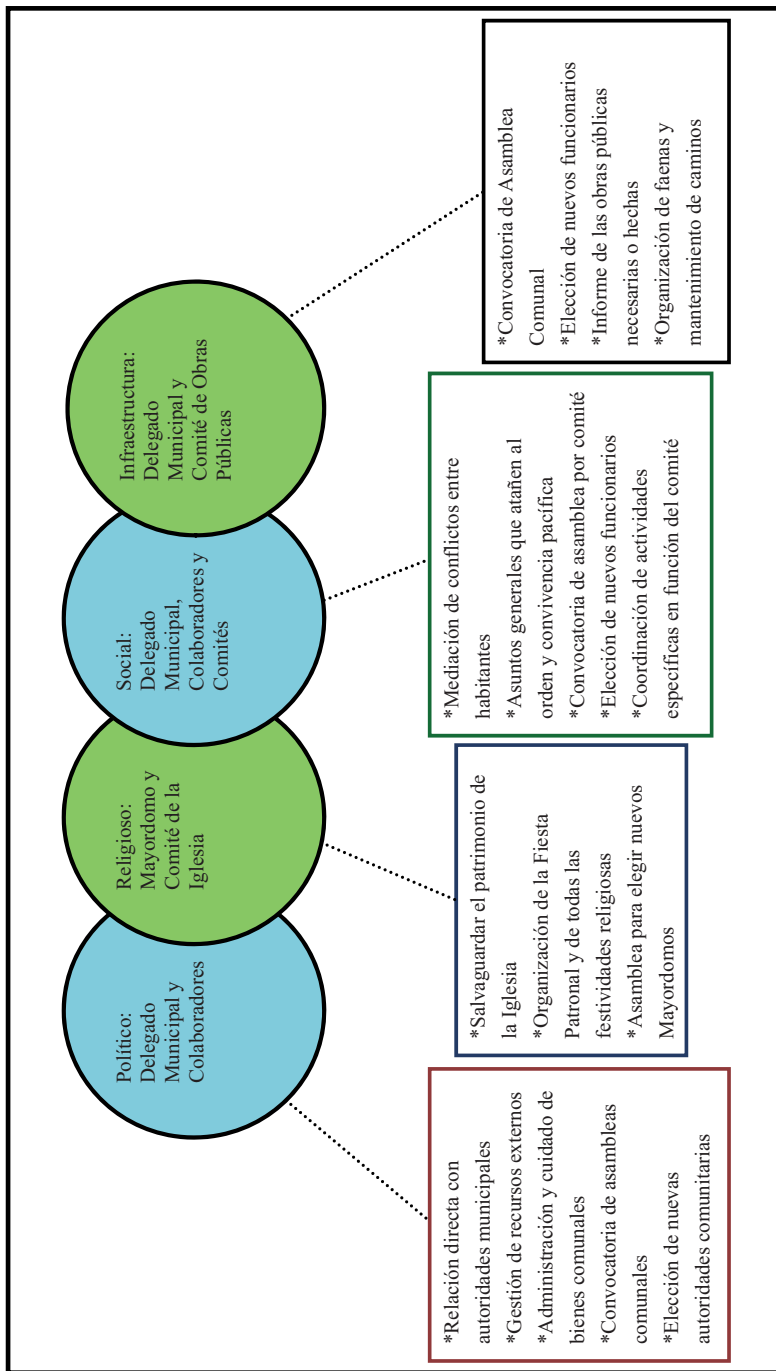 Político:
Delegado
Municipal y
Colaboradores
Religioso:
Mayordomo y
Comité de la
Iglesia
Social:
Delegado
Municipal,
Colaboradores y
Comités
Infraestructura:
Delegado
Municipal y
Comité de Obras
Públicas
*Relación directa con
autoridades municipales
*Gestión de recursos externos
*Administración y cuidado de
bienes comunales
*Convocatoria de asambleas
comunales
*Elección de nuevas
autoridades comunitarias
*Salvaguardar el patrimonio de
la Iglesia
*Organización de la Fiesta
Patronal y de todas las
festividades religiosas
*Asamblea para elegir nuevos
Mayordomos
*Mediación de conflictos entre
habitantes
*Asuntos generales que atañen al
orden y convivencia pacífica
*Convocatoria de asamblea por comité
*Elección de nuevos funcionarios
*Coordinación de actividades
específicas en función del comité
*Convocatoria de Asamblea
Comunal
*Elección de nuevos funcionarios
*Informe de las obras públicas
necesarias o hechas
*Organización de faenas y
mantenimiento de caminos